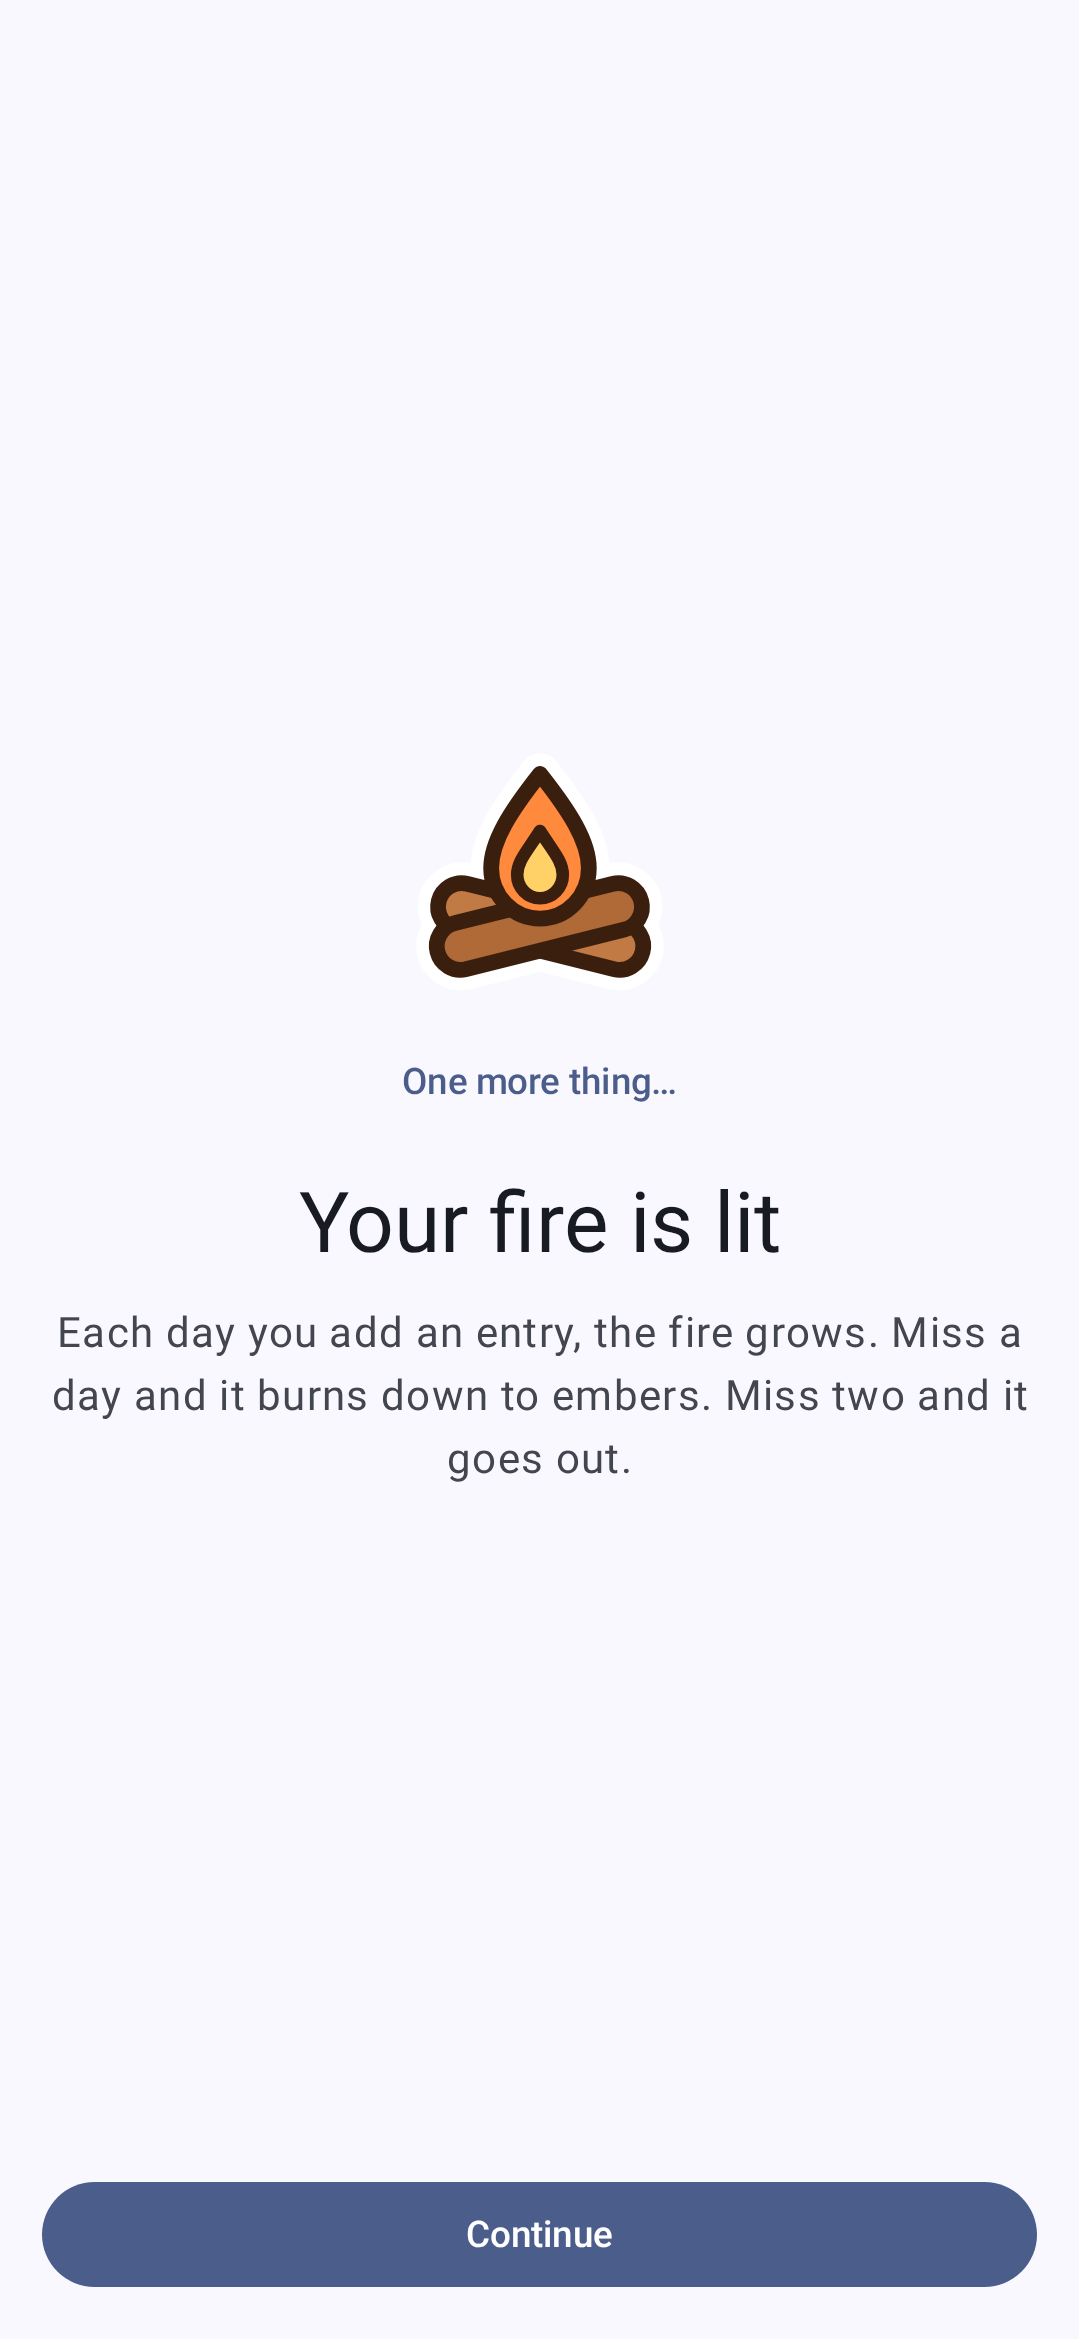 One more thing...
Your fire is lit
Each day you add an entry, the fire grows. Miss a
day and it burns down to embers. Miss two and it
goes out.
Continue